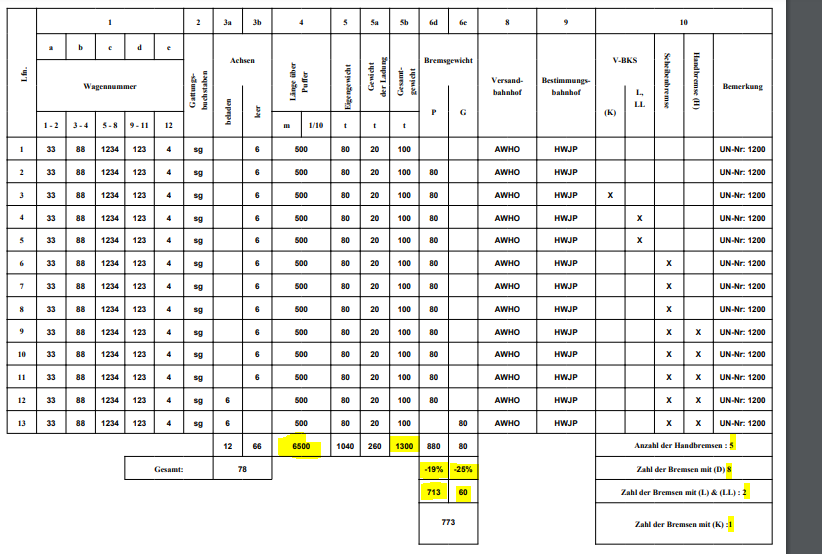 1 2 3a 3b 4 5 5a 5b 6d 6e 8 9 10
a b c d e
Lfn. Wagennummer Gattungs-buchstaben Achsen beladen leer Länge über Puffer Eigengewicht Gewicht der Ladung Gesamt-gewicht Bremsgewicht P G Versand-bahnhof Bestimmungs-bahnhof V-BKS (K) L, LL Scheibenbremse Handbremse (H) Bemerkung
1 - 2 3 - 4 5 - 8 9 - 11 12 m 1/10 t t t
1 33 88 1234 123 4 sg 6 500 80 20 100 AWHO HWJP UN-Nr: 1200
2 33 88 1234 123 4 sg 6 500 80 20 100 80 AWHO HWJP UN-Nr: 1200
3 33 88 1234 123 4 sg 6 500 80 20 100 80 AWHO HWJP X UN-Nr: 1200
4 33 88 1234 123 4 sg 6 500 80 20 100 80 AWHO HWJP X UN-Nr: 1200
5 33 88 1234 123 4 sg 6 500 80 20 100 80 AWHO HWJP X UN-Nr: 1200
6 33 88 1234 123 4 sg 6 500 80 20 100 80 AWHO HWJP X UN-Nr: 1200
7 33 88 1234 123 4 sg 6 500 80 20 100 80 AWHO HWJP X UN-Nr: 1200
8 33 88 1234 123 4 sg 6 500 80 20 100 80 AWHO HWJP X UN-Nr: 1200
9 33 88 1234 123 4 sg 6 500 80 20 100 80 AWHO HWJP X X UN-Nr: 1200
10 33 88 1234 123 4 sg 6 500 80 20 100 80 AWHO HWJP X X UN-Nr: 1200
11 33 88 1234 123 4 sg 6 500 80 20 100 80 AWHO HWJP X X UN-Nr: 1200
12 33 88 1234 123 4 sg 6 500 80 20 100 80 AWHO HWJP X X UN-Nr: 1200
13 33 88 1234 123 4 sg 6 500 80 20 100 80 AWHO HWJP X X UN-Nr: 1200
12 66 6500 1040 260 1300 880 80 Anzahl der Handbremsen : 5
Gesamt: 78 -19% -25% Zahl der Bremsen mit (D) 8
713 60 Zahl der Bremsen mit (L) & (LL) : 2
773 Zahl der Bremsen mit (K) :1